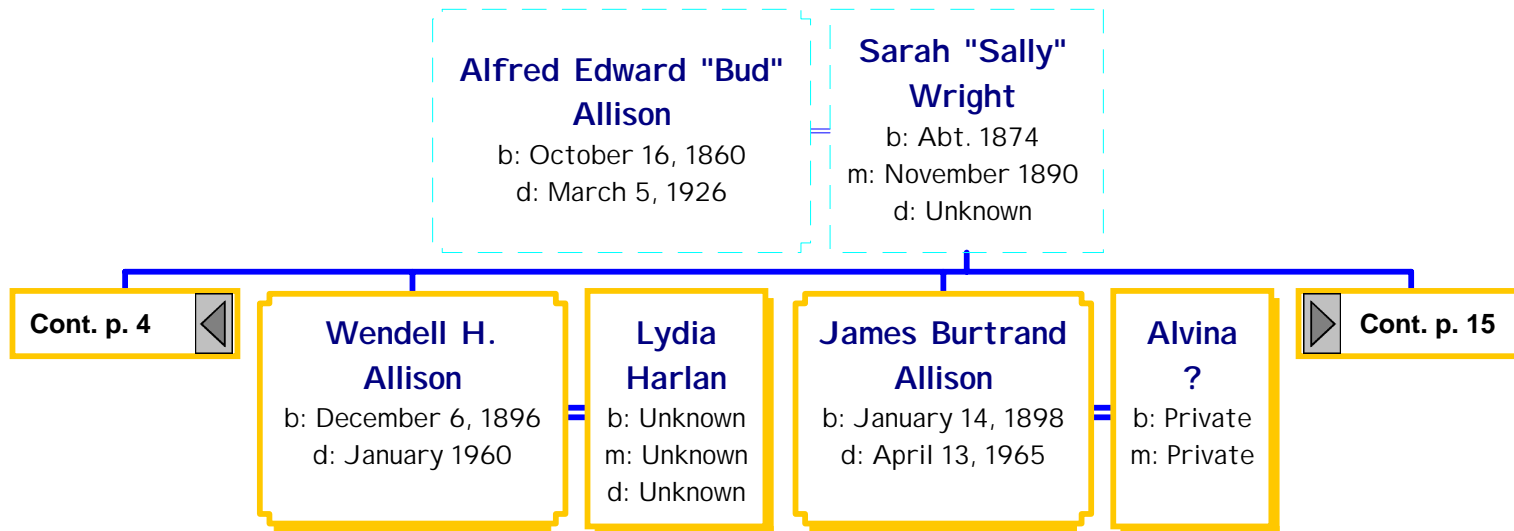 Alfred Edward "Bud"
Allison
b: October 16, 1860
d: March 5, 1926
Sarah "Sally"
Wright
b: Abt. 1874
m: November 1890
d: Unknown
Cont. p. 4
Wendell H.
Allison
b: December 6, 1896
d: January 1960
Lydia
Harlan
b: Unknown
m: Unknown
d: Unknown
James Burtrand
Allison
b: January 14, 1898
d: April 13, 1965
Alvina
?
b: Private
m: Private
Cont. p. 15